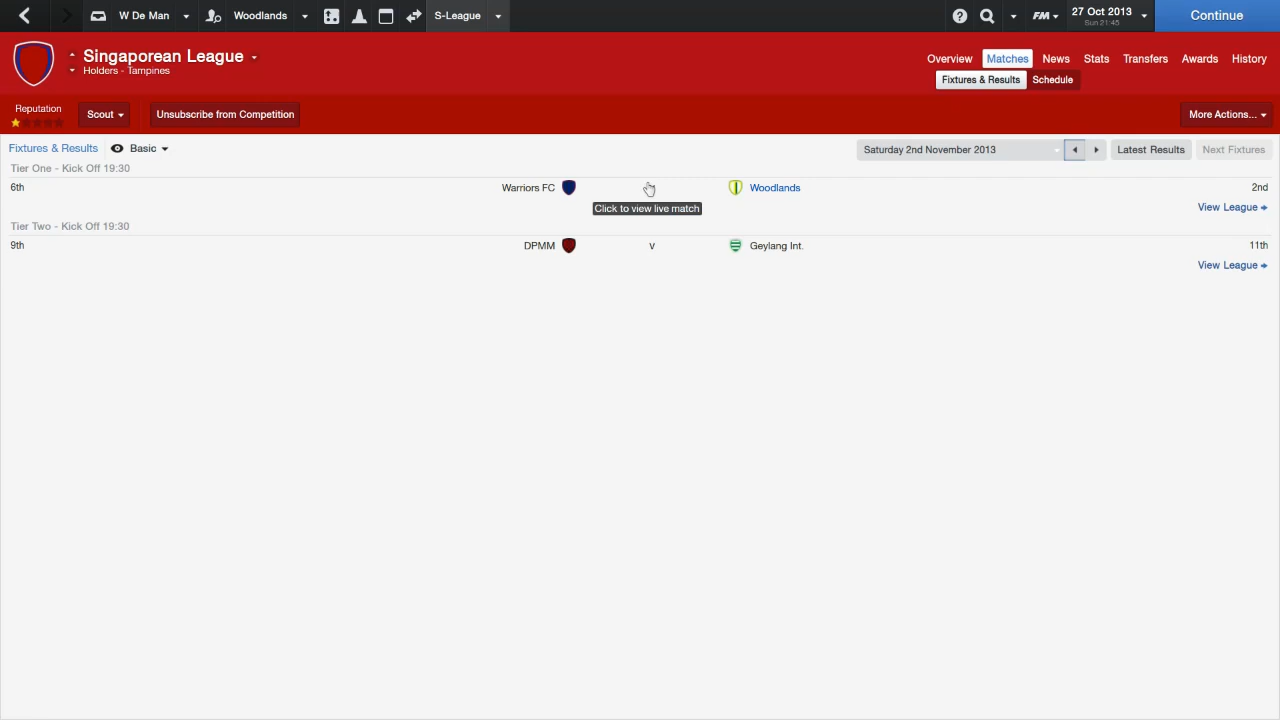 W De Man Woodlands S-League FM 27 Oct 2013 Continue
Sun 21:45
Singaporean League
Holders - Tampines
Overview Matches News Stats Transfers Awards History
Fixtures & Results Schedule
Reputation
Scout Unsubscribe from Competition More Actions...
Fixtures & Results Basic Saturday 2nd November 2013 Latest Results Next Fixtures
Tier One - Kick Off 19:30
6th Warriors FC Woodlands 2nd
Click to view live match View League
Tier Two - Kick Off 19:30
9th DPMM v Geylang Int. 11th
View League